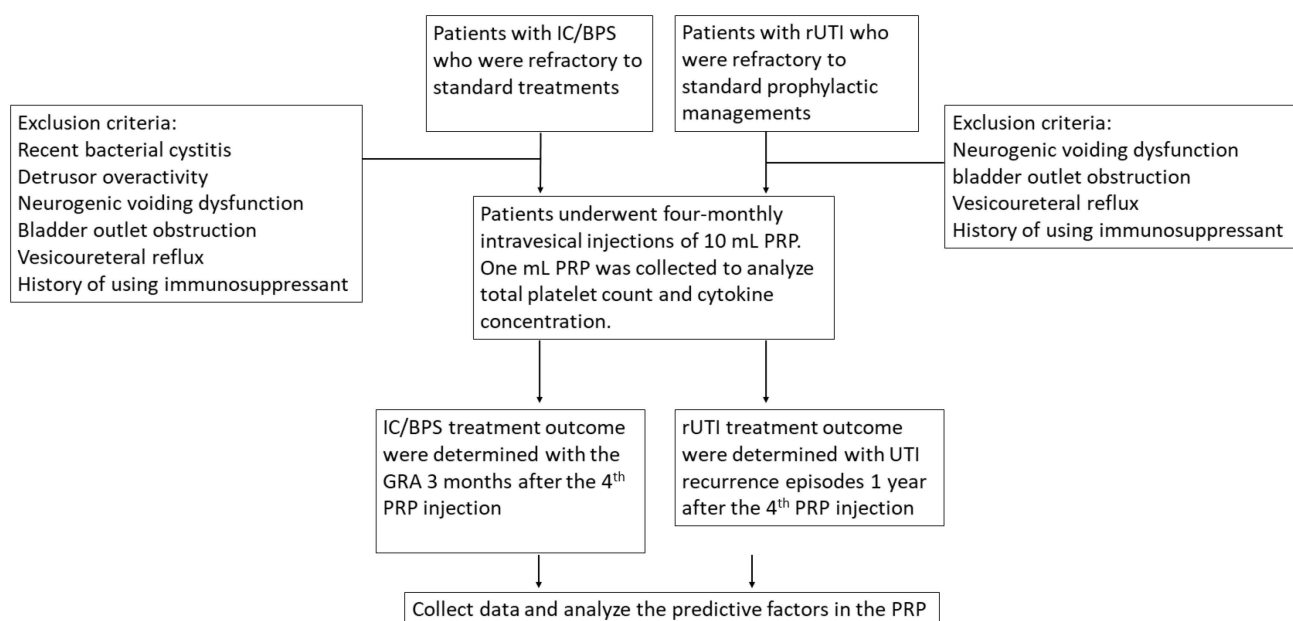 Patients with IC/BPS
who were refractory to
standard treatments
Patients with rUTI who
were refractory to
standard prophylactic
managements
Exclusion criteria:
Recent bacterial cystitis
Detrusor overactivity
Neurogenic voiding dysfunction
Bladder outlet obstruction
Vesicoureteral reflux
History of using immunosuppressant
Exclusion criteria:
Neurogenic voiding dysfunction
bladder outlet obstruction
Vesicoureteral reflux
History of using immunosuppressant
Patients underwent four-monthly
intravesical injections of 10 mL PRP.
One mL PRP was collected to analyze
total platelet count and cytokine
concentration.
IC/BPS treatment outcome
were determined with the
GRA 3 months after the 4th
PRP injection
rUTI treatment outcome
were determined with UTI
recurrence episodes 1 year
after the 4th PRP injection
Collect data and analyze the predictive factors in the PRP